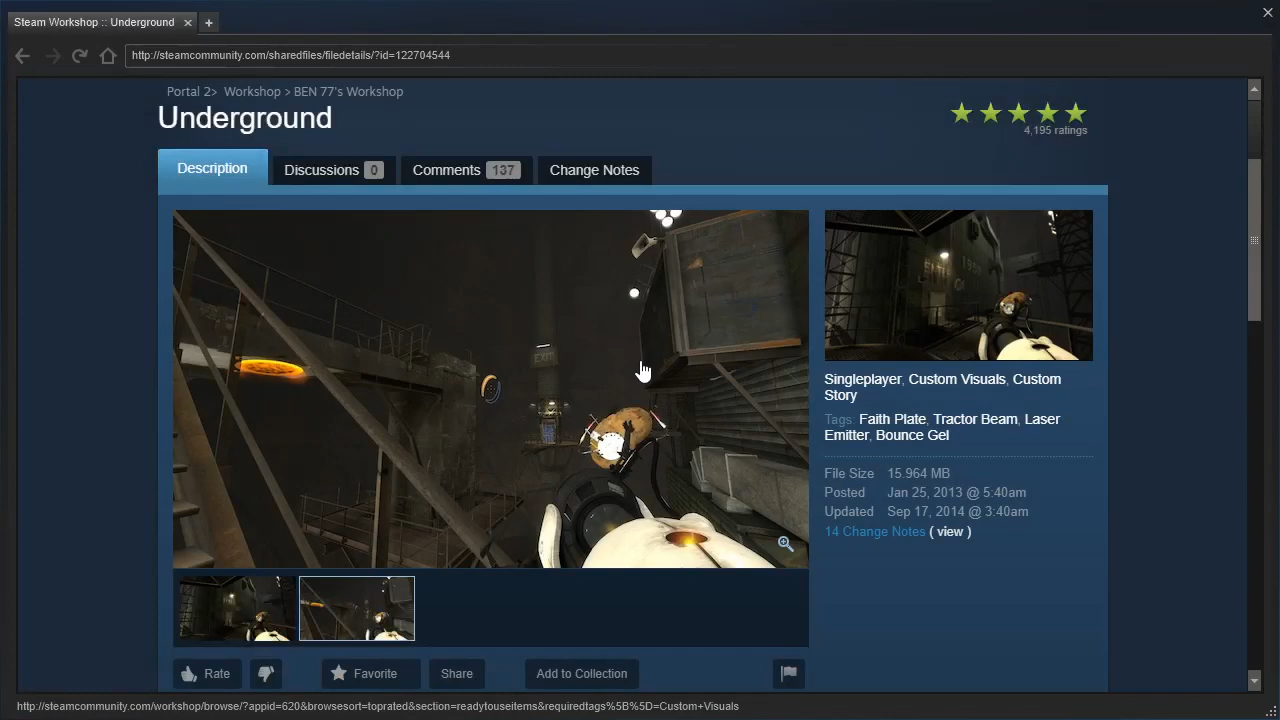 Steam Workshop :: Underground
http://steamcommunity.com/sharedfiles/filedetails/?id=122704544
Portal 2> Workshop > BEN 77's Workshop
Underground
4,195 ratings
Description
Discussions 0
Comments 137
Change Notes
EXIT
Singleplayer, Custom Visuals, Custom
Story
Tags: Faith Plate, Tractor Beam, Laser
Emitter, Bounce Gel
File Size 15.964 MB
Posted Jan 25, 2013 @ 5:40am
Updated Sep 17, 2014 @ 3:40am
14 Change Notes ( view )
Rate
Favorite
Share
Add to Collection
http://steamcommunity.com/workshop/browse/?appid=620&browsesort=toprated&section=readytouseitems&requiredtags%5B%5D=Custom+Visuals